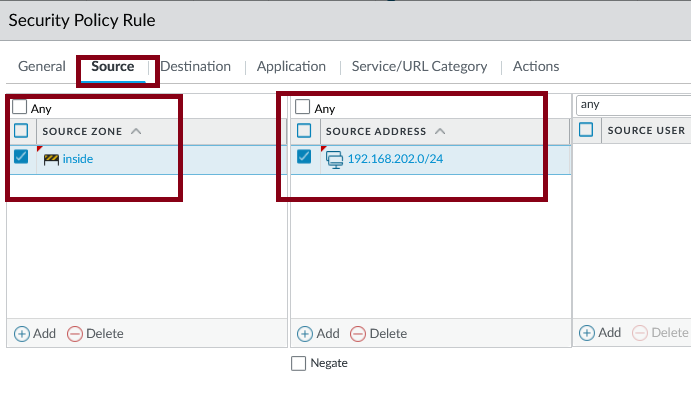 Security Policy Rule
General Source Destination Application Service/URL Category Actions
Any Any any
SOURCE ZONE SOURCE ADDRESS SOURCE USER
inside 192.168.202.0/24
Add Delete Add Delete Add Delete
Negate